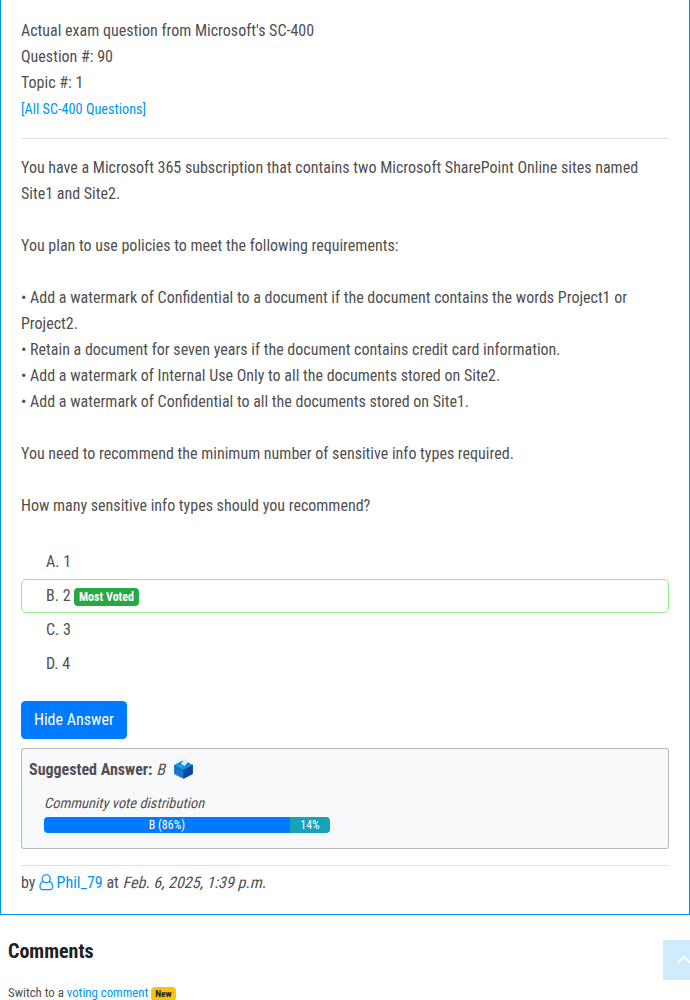 Actual exam question from Microsoft's SC-400
Question #: 90
Topic #: 1
[All SC-400 Questions]
You have a Microsoft 365 subscription that contains two Microsoft SharePoint Online sites named
Site1 and Site2.
You plan to use policies to meet the following requirements:
• Add a watermark of Confidential to a document if the document contains the words Project1 or
Project2.
• Retain a document for seven years if the document contains credit card information.
• Add a watermark of Internal Use Only to all the documents stored on Site2.
• Add a watermark of Confidential to all the documents stored on Site1.
You need to recommend the minimum number of sensitive info types required.
How many sensitive info types should you recommend?
A. 1
B. 2 Most Voted
C. 3
D. 4
Hide Answer
Suggested Answer: B
Community vote distribution
B (86%) 14%
by Phil_79 at Feb. 6, 2025, 1:39 p.m.
Comments
Switch to a voting comment New